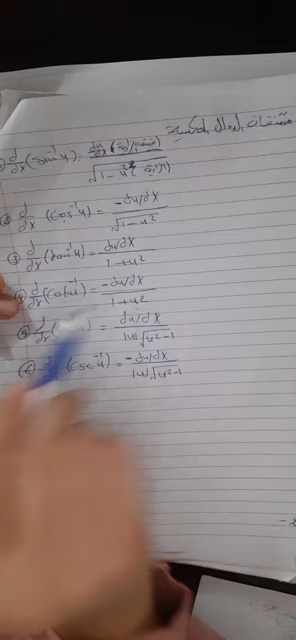 مشتقات الدوال العكسية
① d/dx (sin⁻¹u) = du/dx / √1-u²
② d/dx (cos⁻¹u) = -du/dx / √1-u²
③ d/dx (tan⁻¹u) = du/dx / 1+u²
④ d/dx (cot⁻¹u) = -du/dx / 1+u²
⑤ d/dx = du/dx / |u|√u²-1
⑥ (csc⁻¹u) = -du/dx / |u|√u²-1